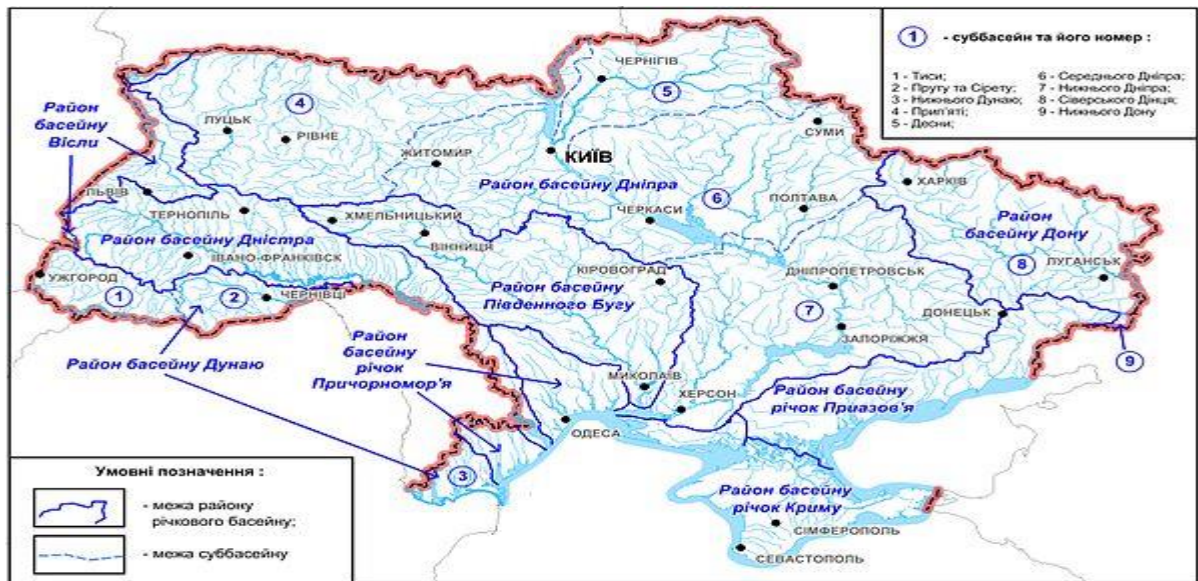 1 - суббасейн та його номер :
1 - Тиси;
2 - Пруту та Сірету;
3 - Нижнього Дунаю;
4 - Прип'яті;
5 - Десни;
6 - Середнього Дніпра;
7 - Нижнього Дніпра;
8 - Сіверського Дінця;
9 - Нижнього Дону
ЧЕРНІГІВ
5
Район
басейну
Вісли
4
ЛУЦЬК
РІВНЕ
СУМИ
ЖИТОМИР
КИЇВ
ХАРКІВ
ЛЬВІВ
Район басейну Дніпра
6
ПОЛТАВА
ТЕРНОПІЛЬ
ХМЕЛЬНИЦЬКИЙ
ЧЕРКАСИ
Район
басейну Дону
Район басейну Дністра
ВІННИЦЯ
ІВАНО-ФРАНКІВСК
8
ЛУГАНСЬК
УЖГОРОД
КІРОВОГРАД
ДНІПРОПЕТРОВСЬК
1
2
ЧЕРНІВЦІ
Район басейну
Південного Бугу
7
ДОНЕЦЬК
ЗАПОРІЖЖЯ
9
Район басейну Дунаю
Район
басейну
річок
Причорномор'я
МИКОЛАЇВ
ХЕРСОН
Район басейну
річок Приазов'я
ОДЕСА
3
Район басейну
річок Криму
СІМФЕРОПОЛЬ
СЕВАСТОПОЛЬ
Умовні позначення :
- межа району
річкового басейну;
- межа суббасейну